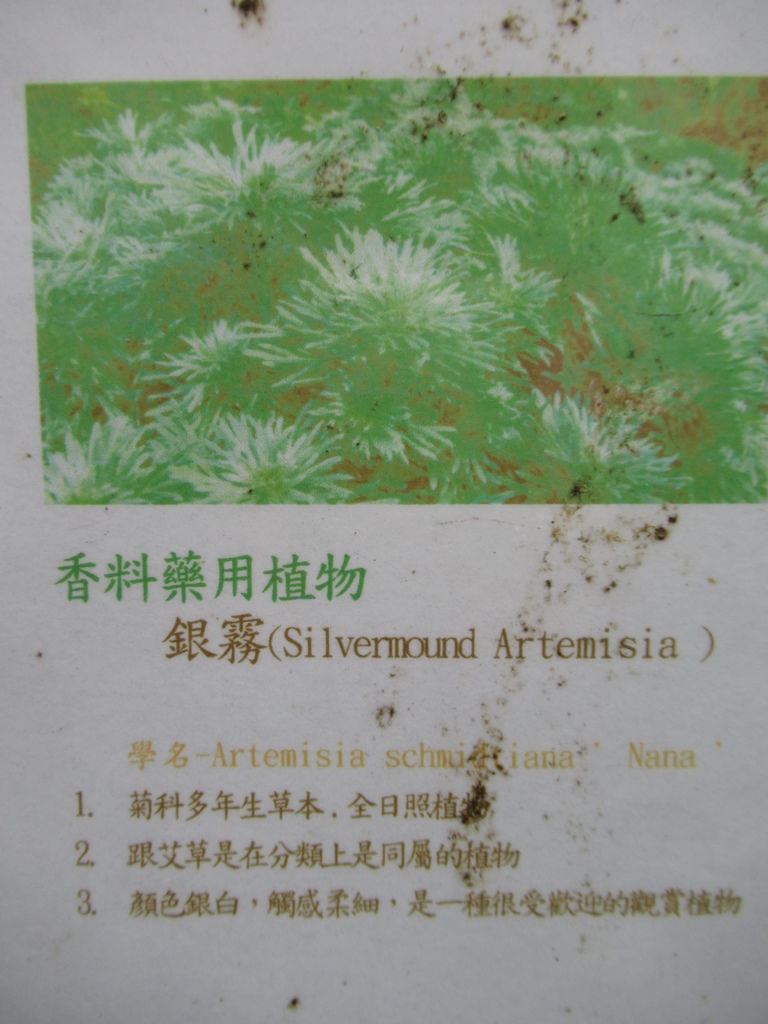 香料藥用植物
銀霧(Silvermound Artemisia )
學名-Artemisia schmidtiana ' Nana '
1. 菊科多年生草本.全日照植物
2. 跟艾草是在分類上是同屬的植物
3. 顏色銀白，觸感柔細，是一種很受歡迎的觀賞植物